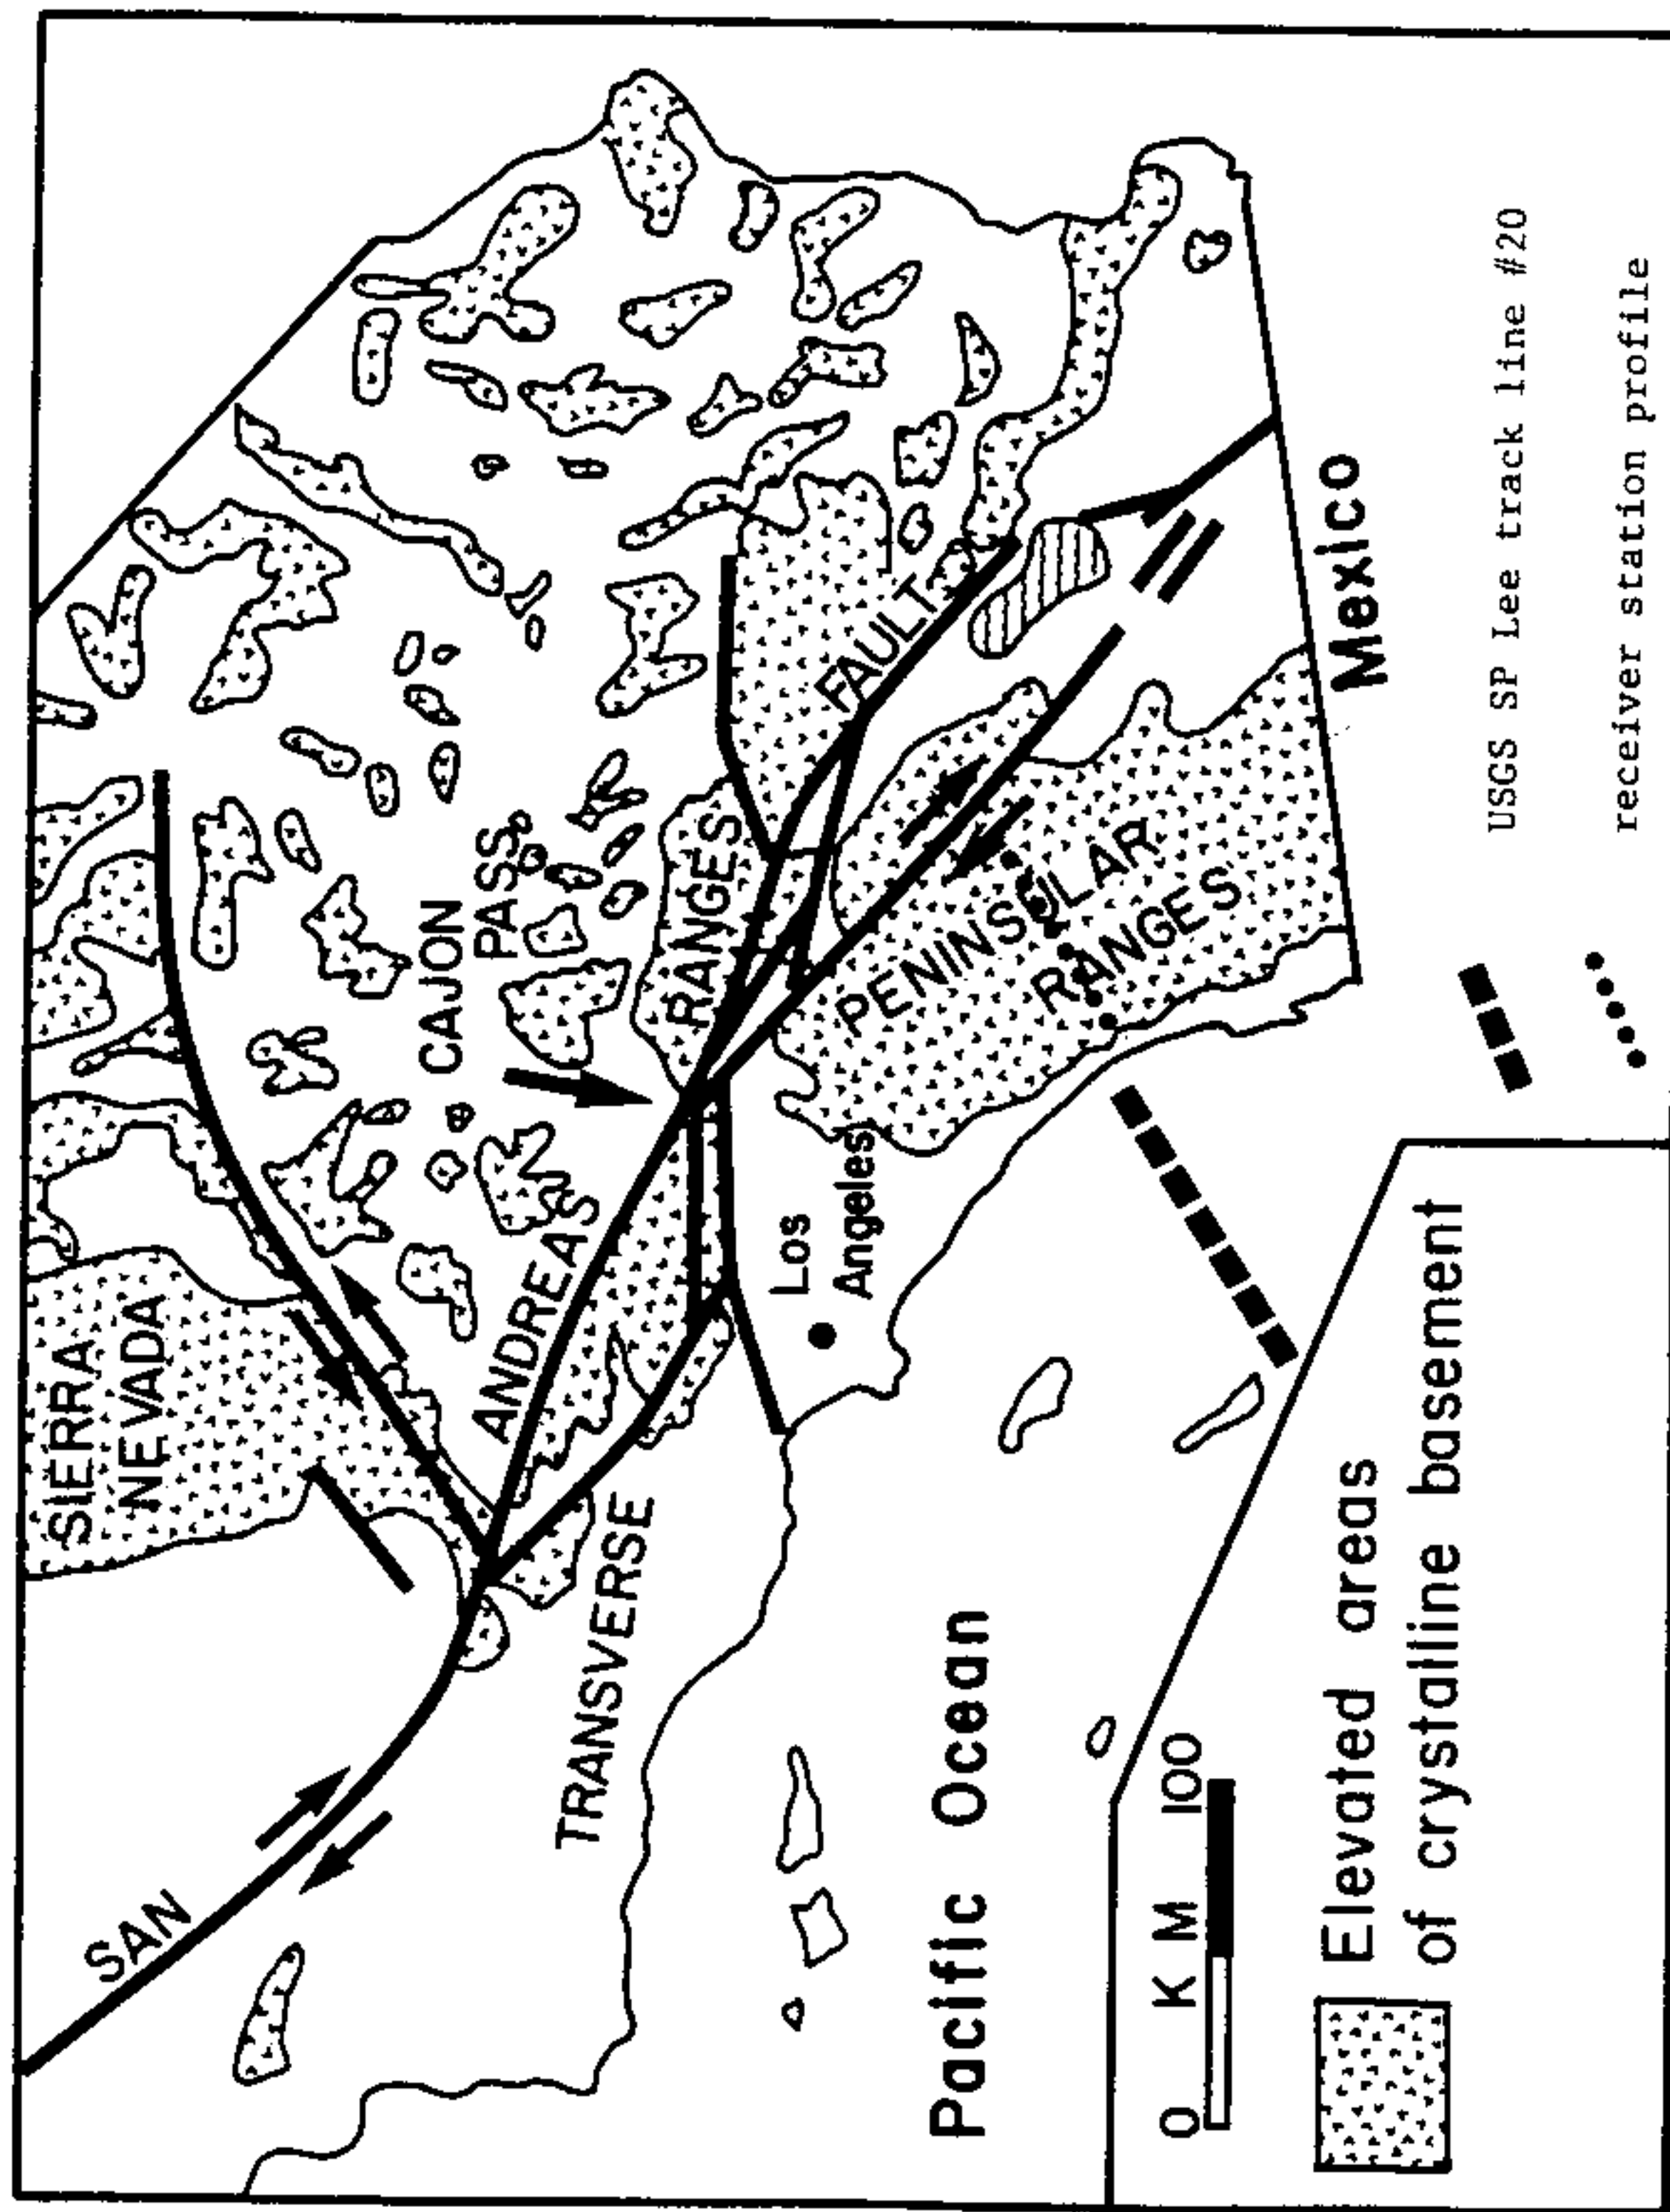 SIERRA
NEVADA
SAN
ANDREAS
FAULT
CAJON
PASS
TRANSVERSE
RANGES
PENINSULAR
RANGES
Los
Angeles
Pacific Ocean
Mexico
0 KM 100
Elevated areas
of crystalline basement
USGS SP Lee track line #20
receiver station profile